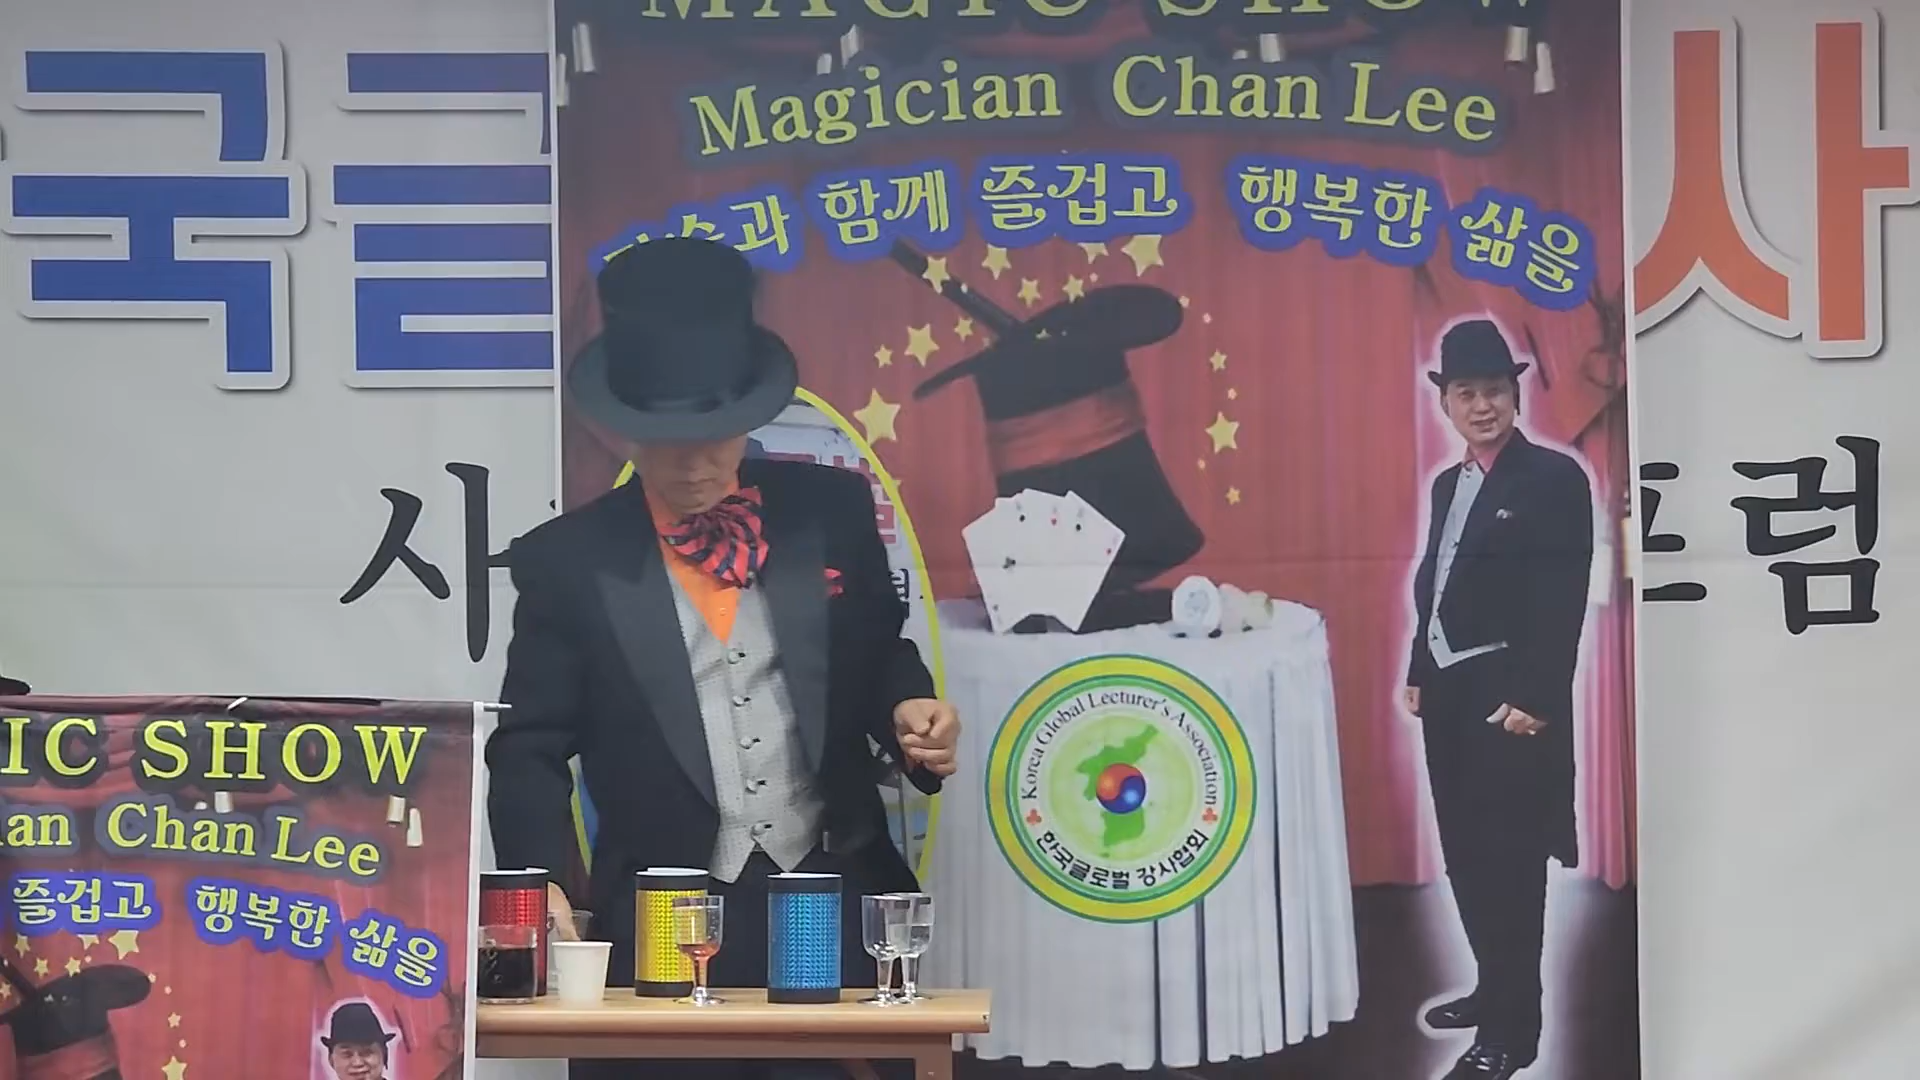 MAGIC SHOW
Magician Chan Lee
함께 즐겁고 행복한 삶을
국글
사
사
럼
Korea Global Lecturer's Association
한국글로벌 강사협회
IC SHOW
an Chan Lee
즐겁고 행복한 삶을